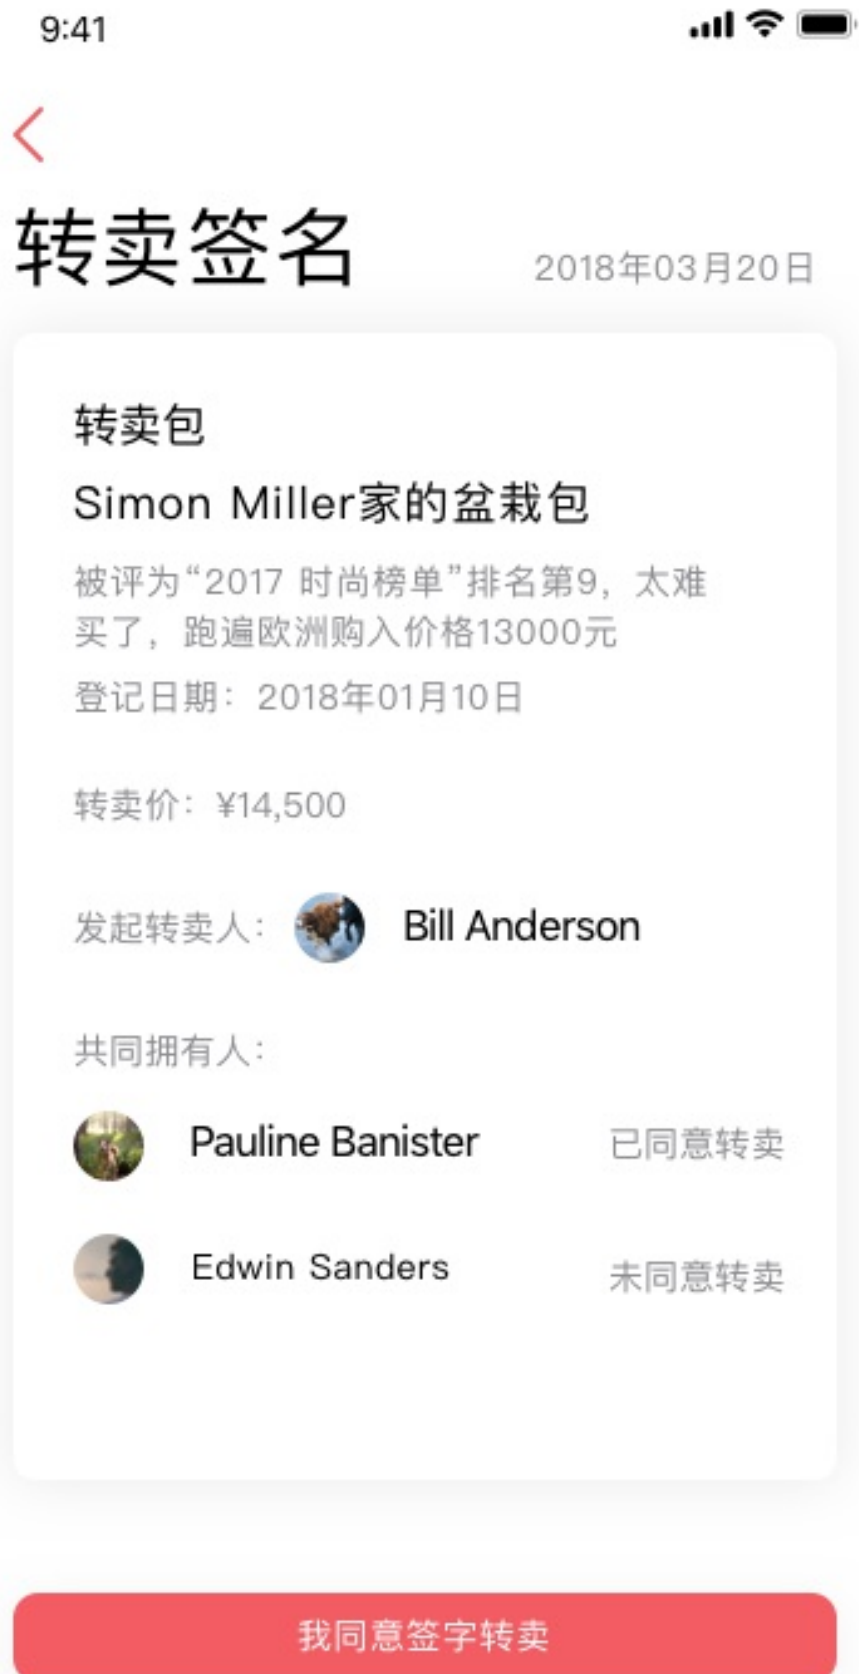 9:41
转卖签名
2018年03月20日
转卖包
Simon Miller家的盆栽包
被评为“2017 时尚榜单”排名第9，太难
买了，跑遍欧洲购入价格13000元
登记日期：2018年01月10日
转卖价：¥14,500
发起转卖人：
Bill Anderson
共同拥有人：
Pauline Banister
已同意转卖
Edwin Sanders
未同意转卖
我同意签字转卖